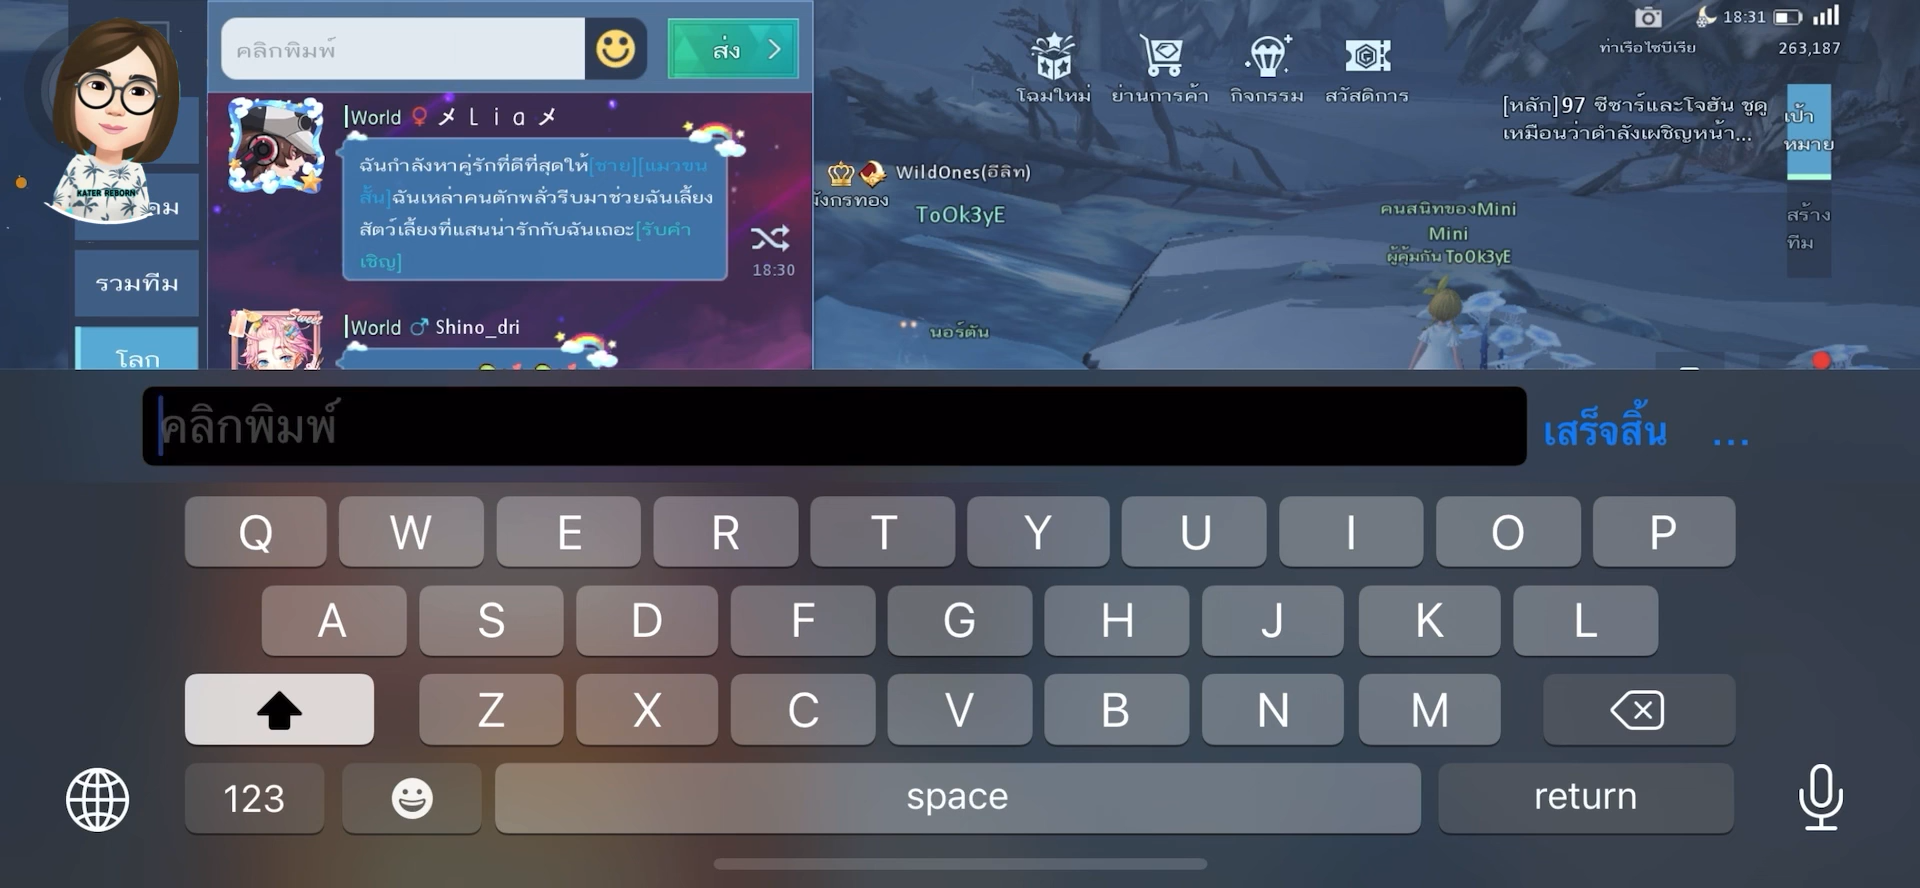 คลิกพิมพ์
ส่ง
World ♀ メ L i a メ
ฉันกำลังหาคู่รักที่ดีที่สุดให้[ชาย][แมวขน
สั้น]ฉันเหล่าคนตักพลั่วรีบมาช่วยฉันเลี้ยง
สัตว์เลี้ยงที่แสนน่ารักกับฉันเถอะ[รับคำ
เชิญ]
18:30
World ♂ Shino_dri
KATER REBORN
รวมทีม
โลก
โฉมใหม่
ย่านการค้า
กิจกรรม
สวัสดิการ
18:31
ท่าเรือไซบีเรีย
263,187
[หลัก]97 ซีซาร์และโจฮัน ชูดู
เหมือนว่ากำลังเผชิญหน้า...
เป้า
หมาย
สร้าง
ทีม
WildOnes(อีลิท)
ToOk3yE
นอร์ตัน
คนสนิทของMini
Mini
ผู้คุ้มกันToOk3yE
คลิกพิมพ์
เสร็จสิ้น ...
Q W E R T Y U I O P
A S D F G H J K L
Z X C V B N M
123
space
return